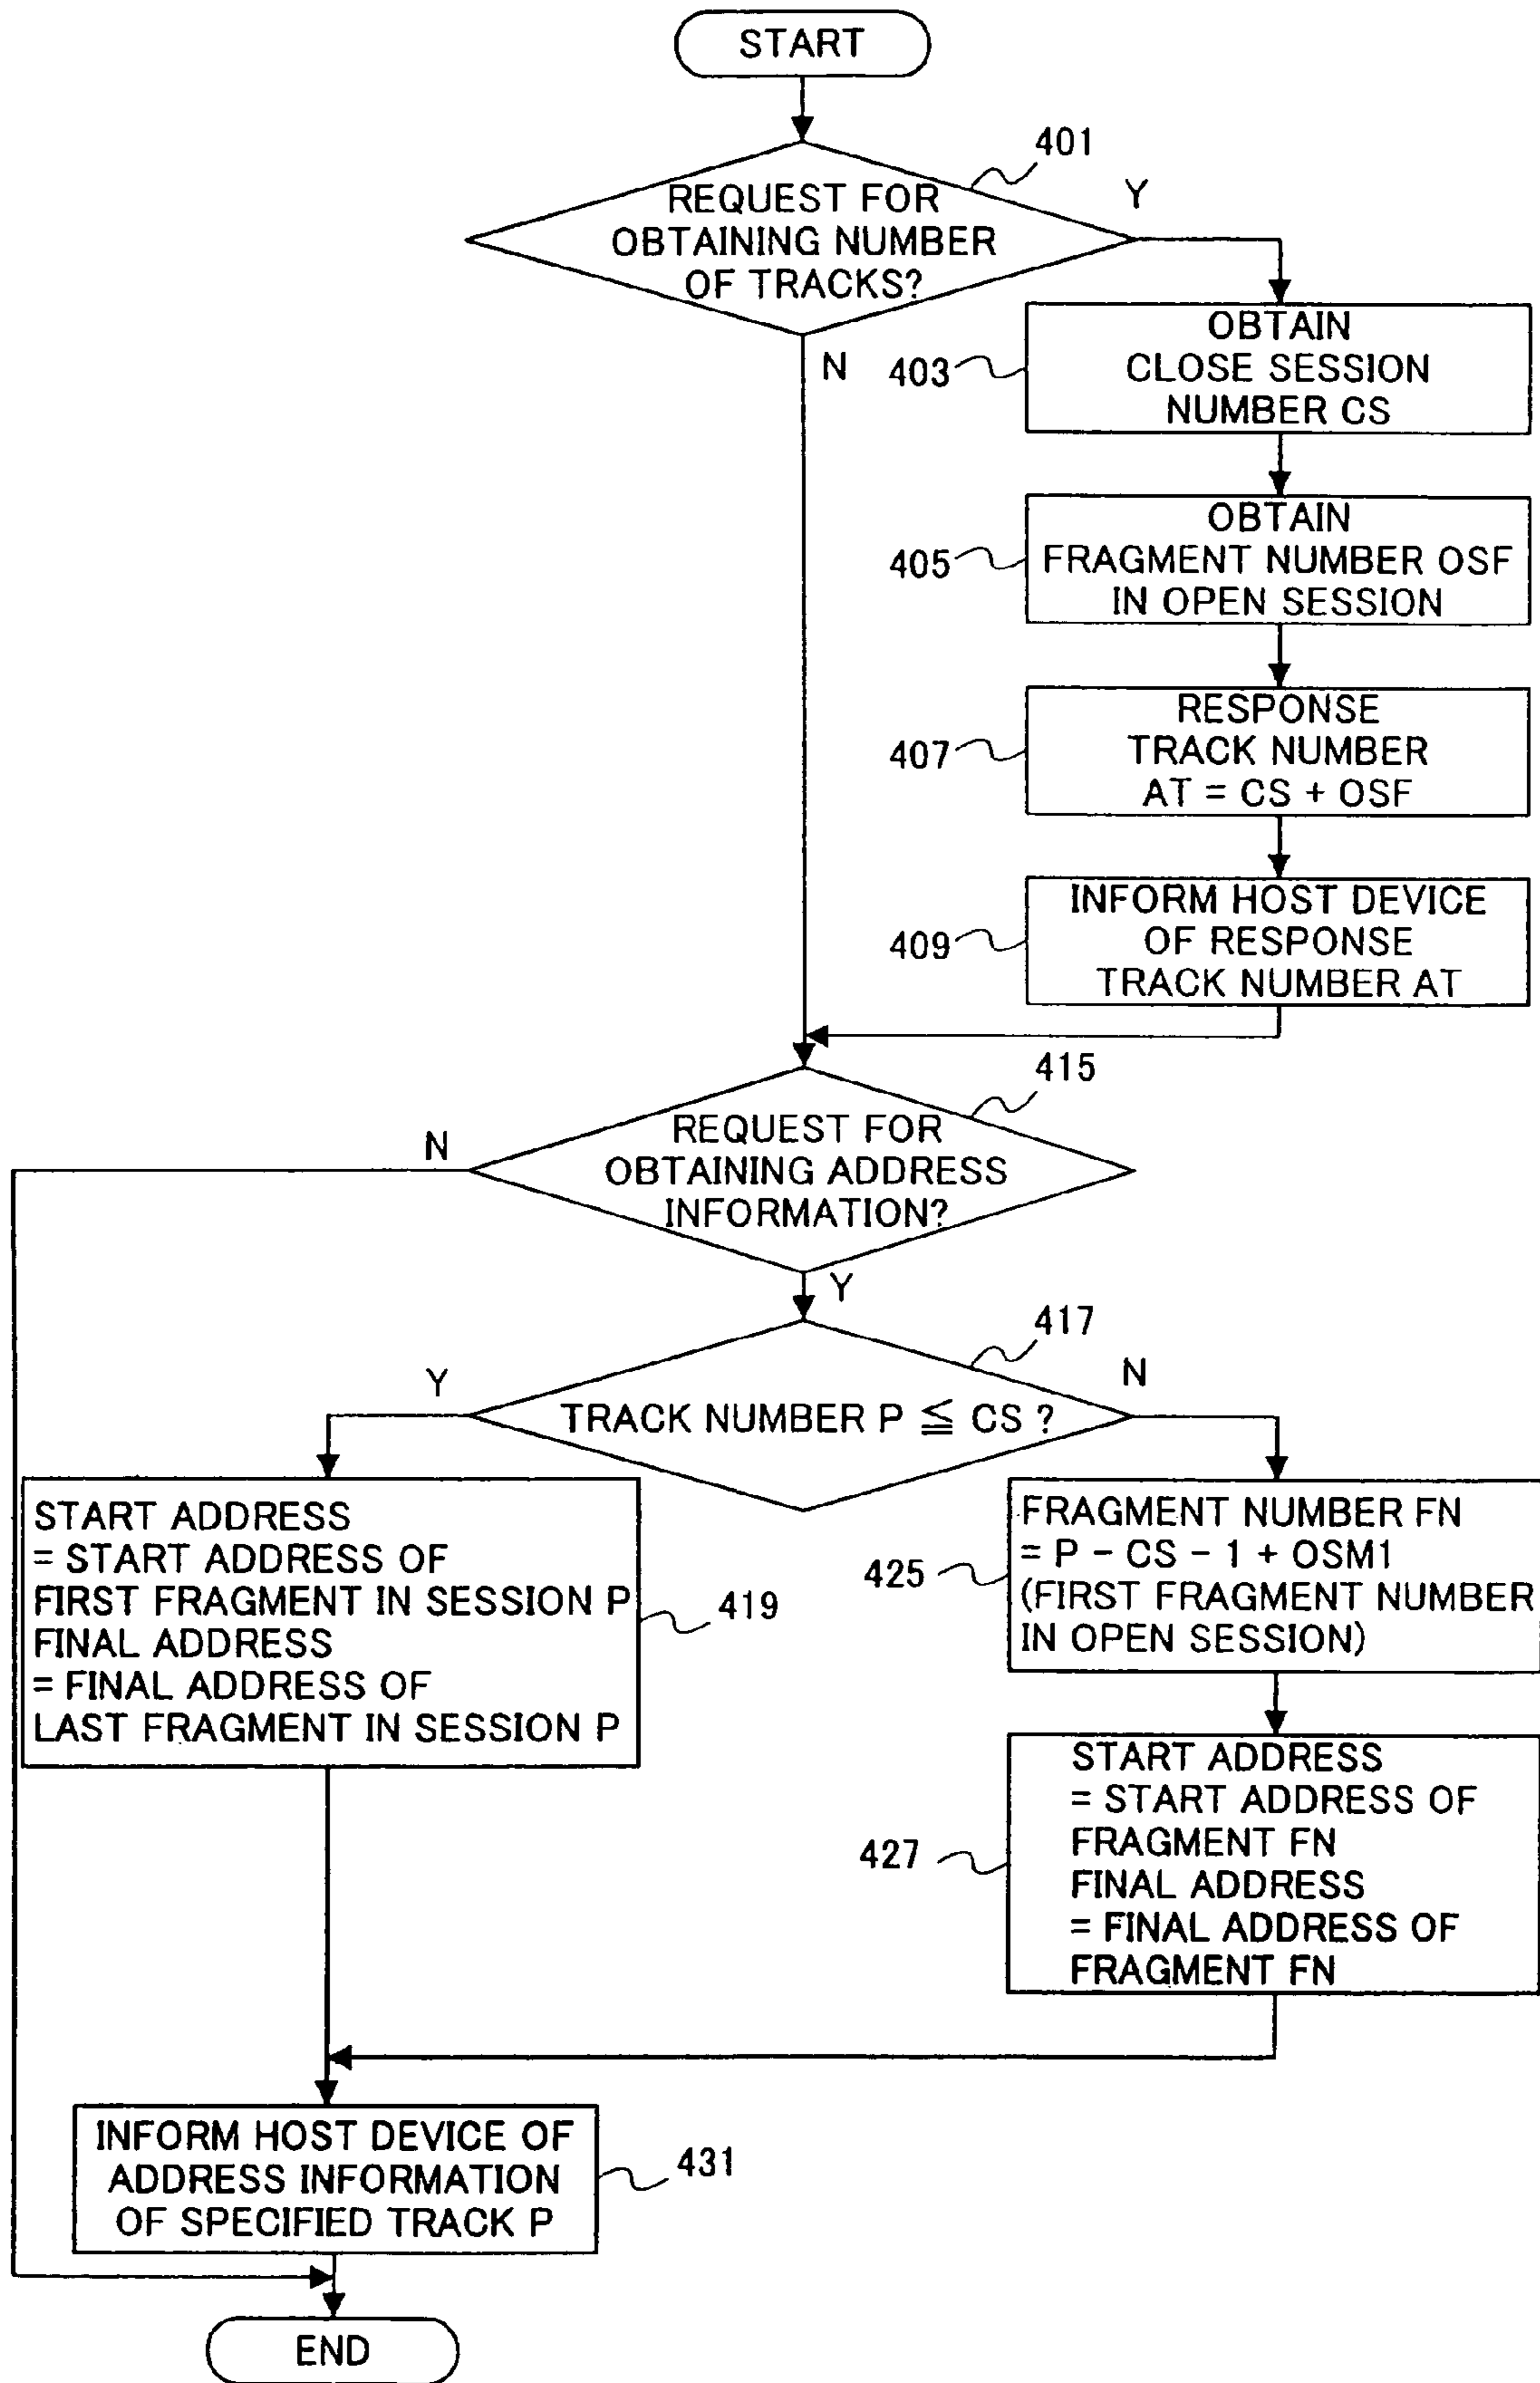 START
401
REQUEST FOR
OBTAINING NUMBER
OF TRACKS?
Y
N
403
OBTAIN
CLOSE SESSION
NUMBER CS
405
OBTAIN
FRAGMENT NUMBER OSF
IN OPEN SESSION
407
RESPONSE
TRACK NUMBER
AT = CS + OSF
409
INFORM HOST DEVICE
OF RESPONSE
TRACK NUMBER AT
415
REQUEST FOR
OBTAINING ADDRESS
INFORMATION?
N
Y
417
TRACK NUMBER P ≦ CS ?
Y
N
START ADDRESS
= START ADDRESS OF
FIRST FRAGMENT IN SESSION P
FINAL ADDRESS
= FINAL ADDRESS OF
LAST FRAGMENT IN SESSION P
419
425
FRAGMENT NUMBER FN
= P - CS - 1 + OSM1
(FIRST FRAGMENT NUMBER
IN OPEN SESSION)
427
START ADDRESS
= START ADDRESS OF
FRAGMENT FN
FINAL ADDRESS
= FINAL ADDRESS OF
FRAGMENT FN
INFORM HOST DEVICE OF
ADDRESS INFORMATION
OF SPECIFIED TRACK P
431
END